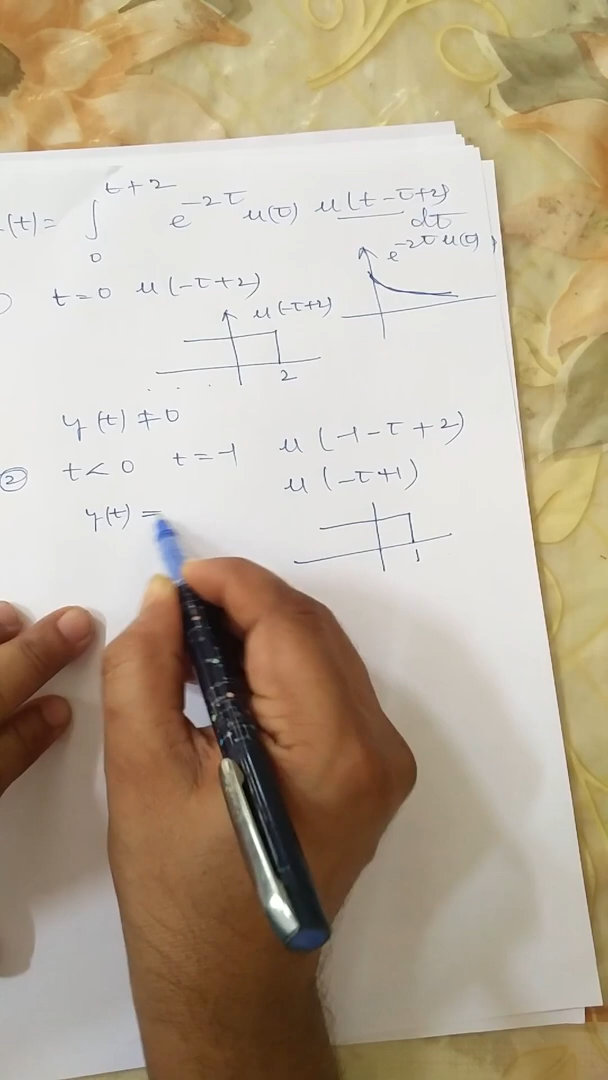 (t) = ∫₀^{t+2} e^{-2τ} u(τ) u(t-τ+2) dτ
e^{-2τ} u(τ)
t=0 u(-τ+2)
u(-τ+2)
2
y(t) ≠ 0
② t<0 t=-1 u(-1-τ+2)
u(-τ+1)
y(t) =
1